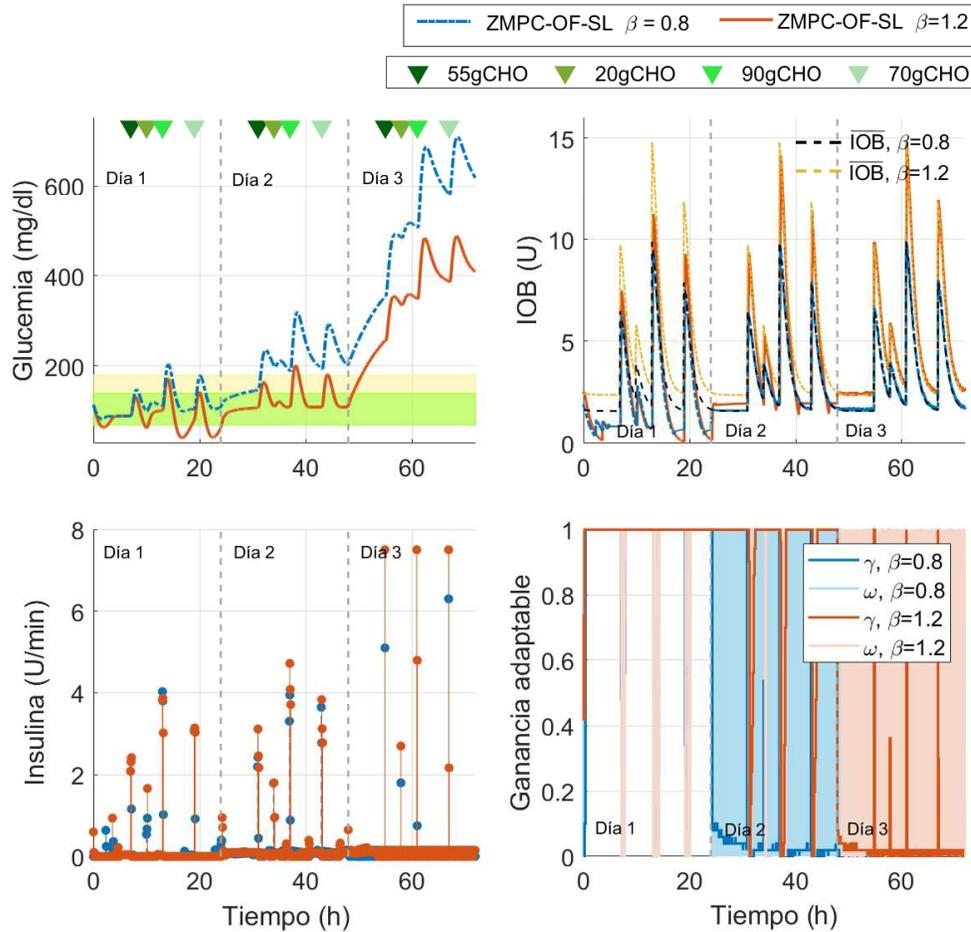 ZMPC-OF-SL β = 0.8 ZMPC-OF-SL β=1.2
55gCHO 20gCHO 90gCHO 70gCHO
Glucemia (mg/dl)
600
400
200
0 20 40 60
Día 1 Día 2 Día 3
IOB (U)
15
10
5
0
0 20 40 60
IOB, β=0.8
IOB, β=1.2
Día 1 Día 2 Día 3
Insulina (U/min)
8
6
4
2
0
0 20 40 60
Tiempo (h)
Día 1 Día 2 Día 3
Ganancia adaptable
1
0.8
0.6
0.4
0.2
0
0 20 40 60
Tiempo (h)
γ, β=0.8
ω, β=0.8
γ, β=1.2
ω, β=1.2
Día 1 Día 2 Día 3